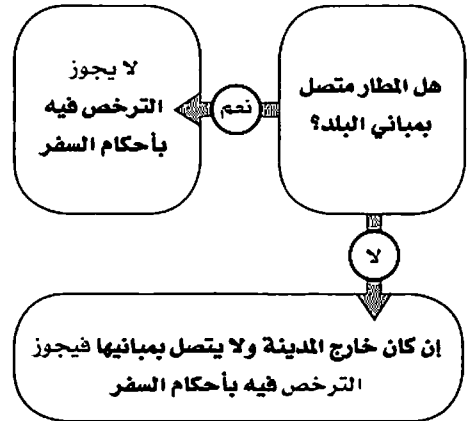 هل المطار متصل
بمباني البلد؟
نعم
لا يجوز
الترخص فيه
بأحكام السفر
لا
إن كان خارج المدينة ولا يتصل بمبانيها فيجوز
الترخص فيه بأحكام السفر